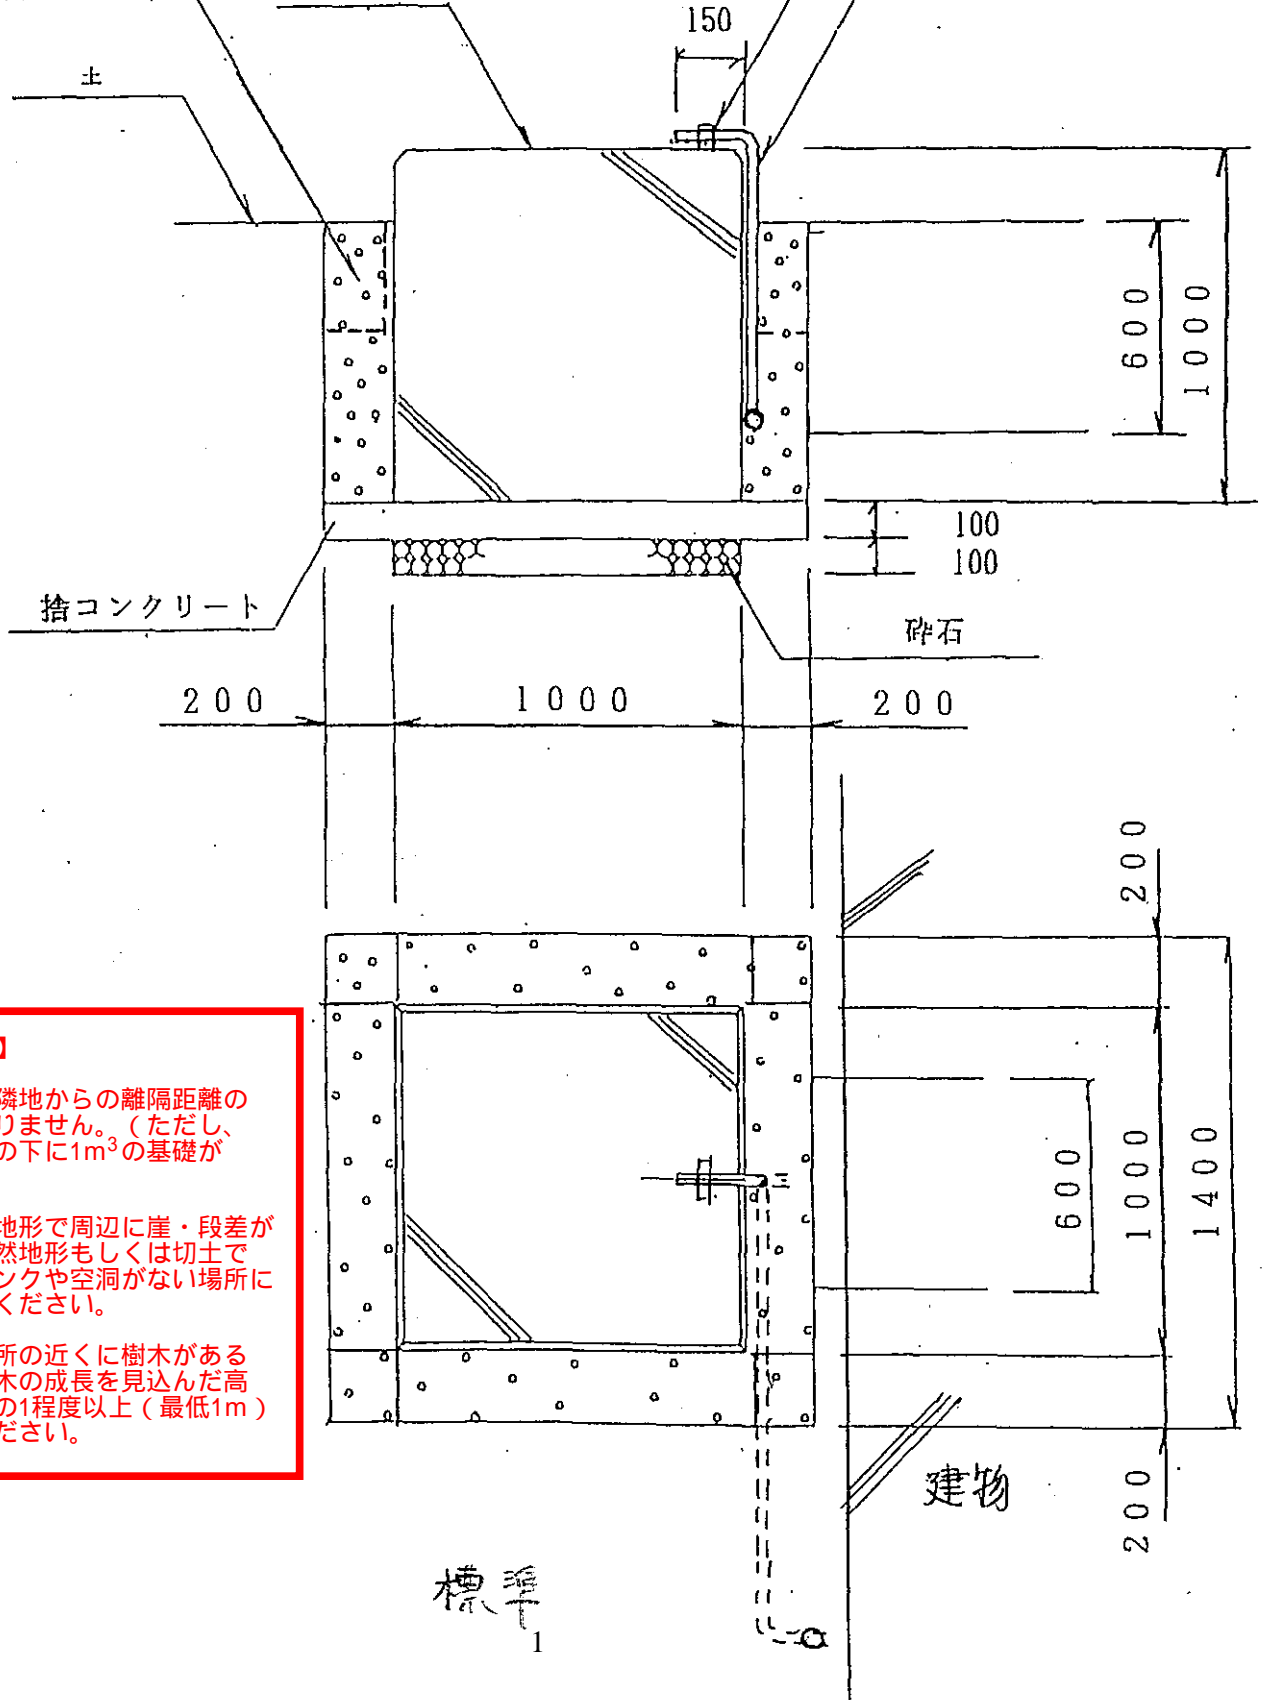 150
土
600
1000
100
100
捨コンクリート
砕石
200
1000
200
200
】
隣地からの離隔距離の
りません。（ただし、
の下に1m³の基礎が
地形で周辺に崖・段差が
然地形もしくは切土で
ンクや空洞がない場所に
ください。
所の近くに樹木がある
木の成長を見込んだ高
の1程度以上（最低1m）
ださい。
600
1000
1400
建物
200
標準
1